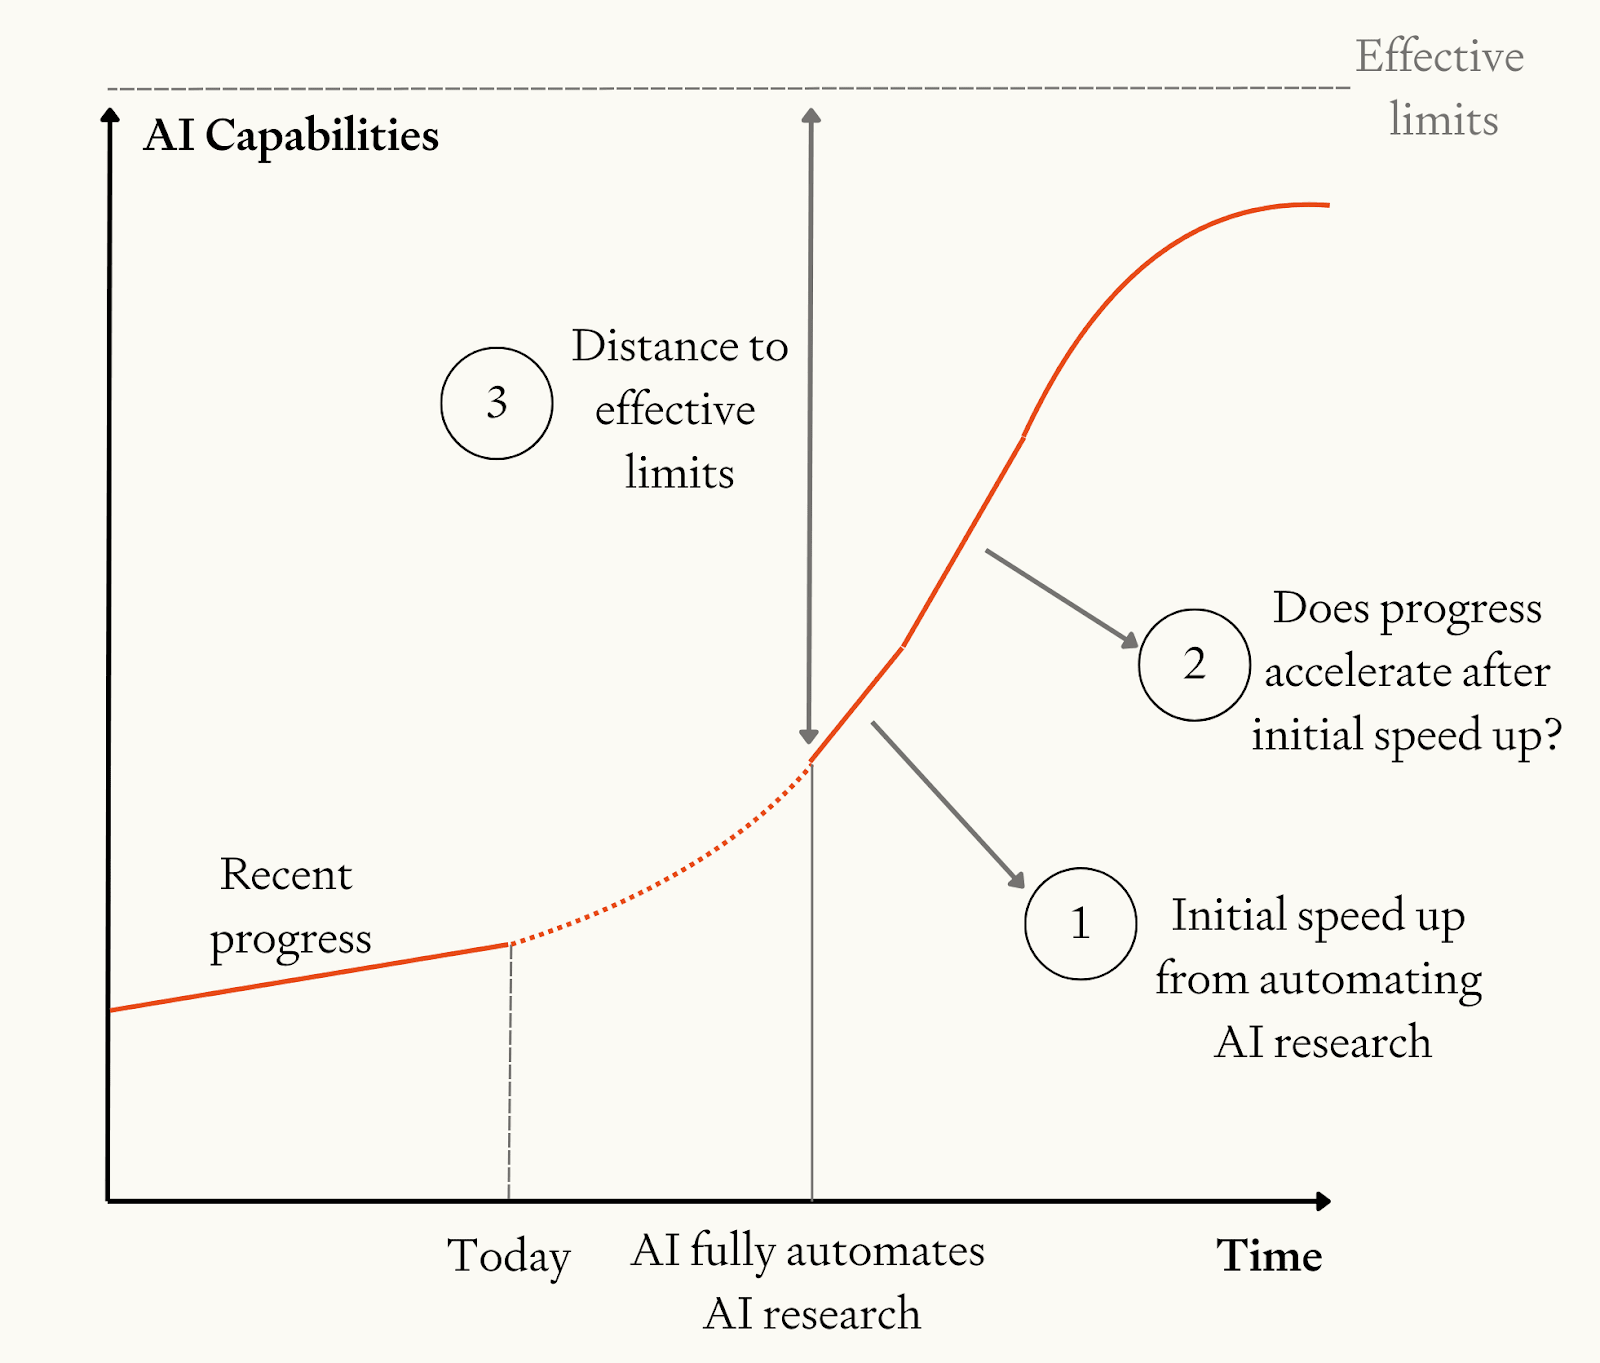 Effective
limits
AI Capabilities
3
Distance to
effective
limits
2
Does progress
accelerate after
initial speed up?
Recent
progress
1
Initial speed up
from automating
AI research
Today
AI fully automates
AI research
Time